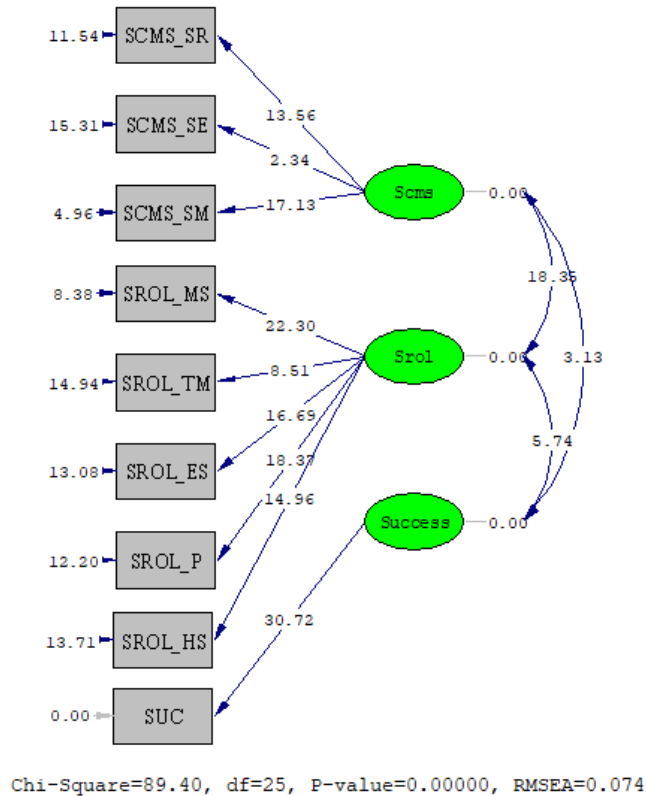 11.54 SCMS_SR
13.56
15.31 SCMS_SE
2.34
4.96 SCMS_SM
17.13
Scms 0.00
8.38 SROL_MS
18.35
22.30
Srol 0.00
3.13
14.94 SROL_TM
8.51
16.69
5.74
13.08 SROL_ES
18.37
14.96
Success 0.00
12.20 SROL_P
30.72
13.71 SROL_HS
0.00 SUC
Chi-Square=89.40, df=25, P-value=0.00000, RMSEA=0.074